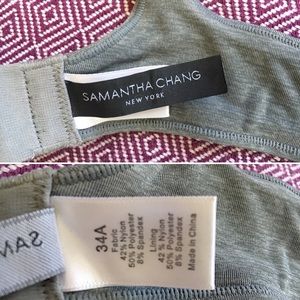 SAMANTHA CHANG
NEW YORK
SAM
34A
Fabric
42% Nylon
50% Polyester
8% Spandex
Lining
42% Nylon
50% Polyester
8% Spandex
Made in China